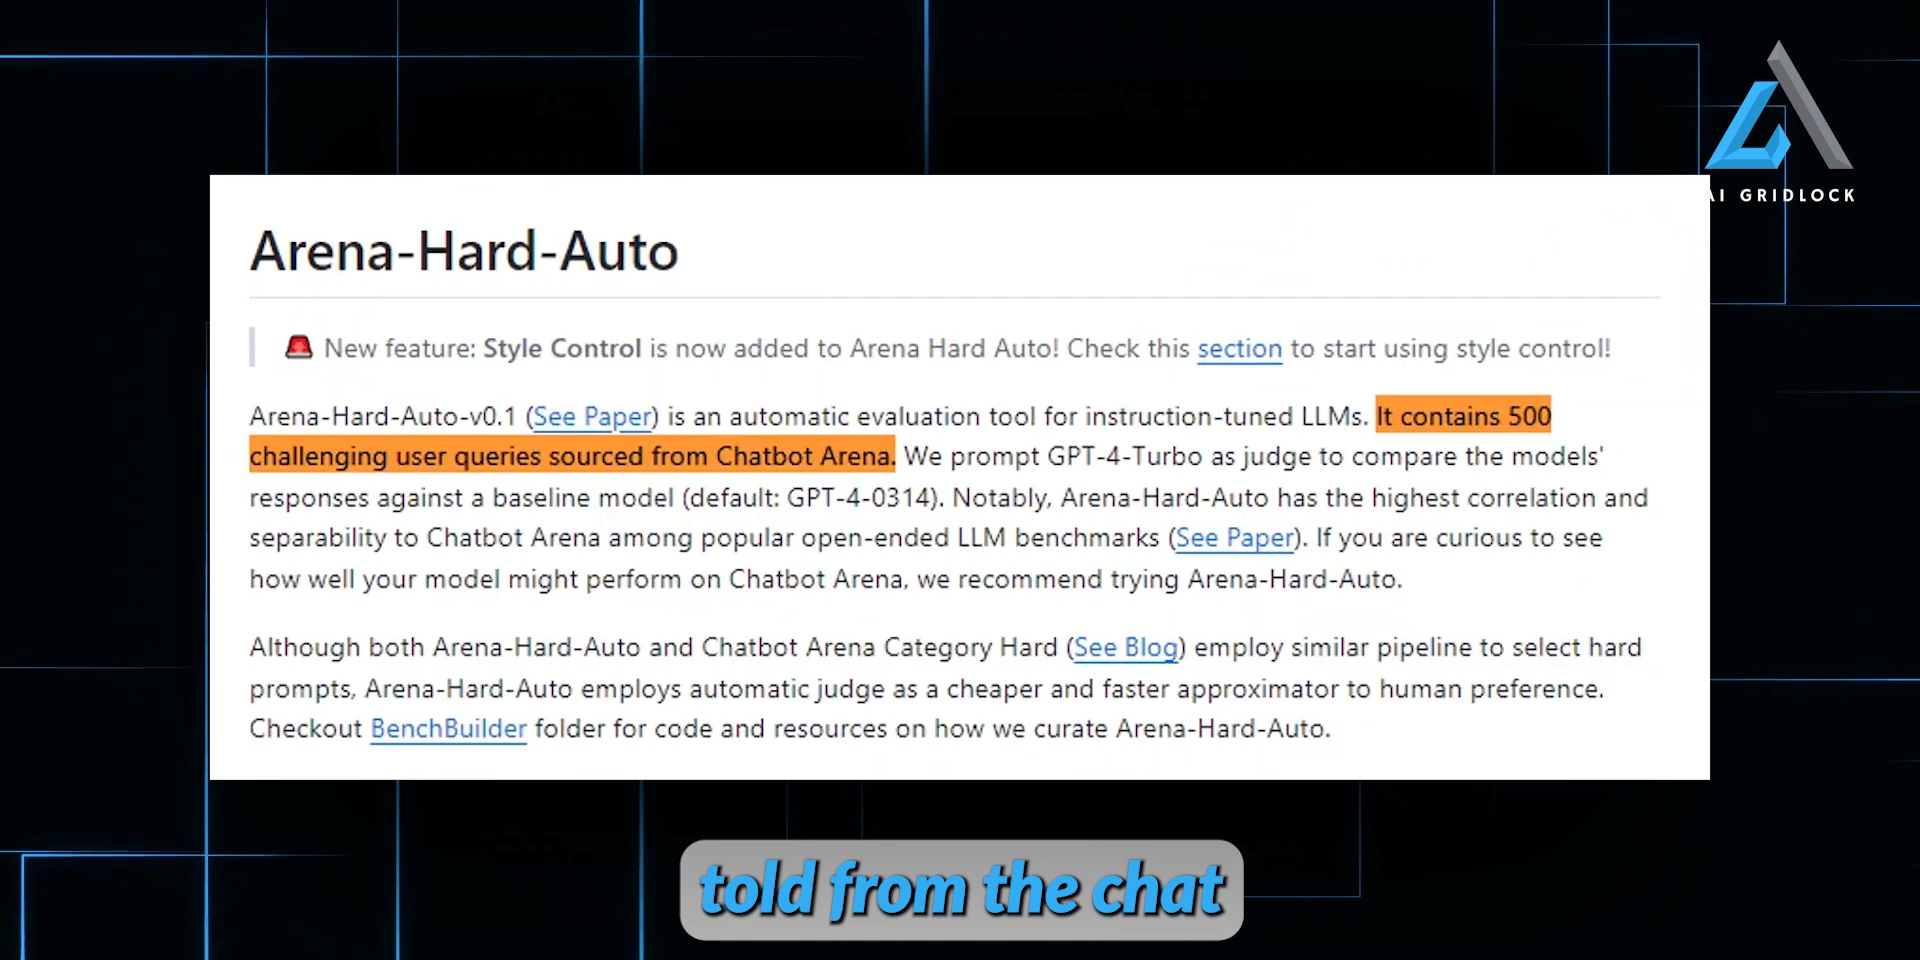 AI GRIDLOCK
Arena-Hard-Auto
🚨 New feature: Style Control is now added to Arena Hard Auto! Check this section to start using style control!
Arena-Hard-Auto-v0.1 (See Paper) is an automatic evaluation tool for instruction-tuned LLMs. It contains 500
challenging user queries sourced from Chatbot Arena. We prompt GPT-4-Turbo as judge to compare the models'
responses against a baseline model (default: GPT-4-0314). Notably, Arena-Hard-Auto has the highest correlation and
separability to Chatbot Arena among popular open-ended LLM benchmarks (See Paper). If you are curious to see
how well your model might perform on Chatbot Arena, we recommend trying Arena-Hard-Auto.
Although both Arena-Hard-Auto and Chatbot Arena Category Hard (See Blog) employ similar pipeline to select hard
prompts, Arena-Hard-Auto employs automatic judge as a cheaper and faster approximator to human preference.
Checkout BenchBuilder folder for code and resources on how we curate Arena-Hard-Auto.
told from the chat